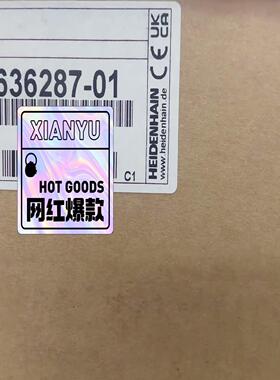 636287-01
UK
CA
CE
HEIDENHAIN
www.heidenhain.de
C1
XIANYU
HOT GOODS
网红爆款